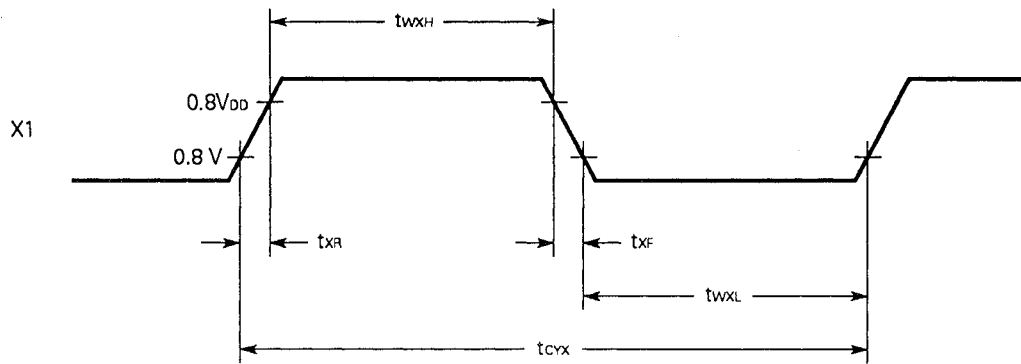 tWXH
0.8VDD
X1
0.8 V
tXR
tXF
tWXL
tCYX